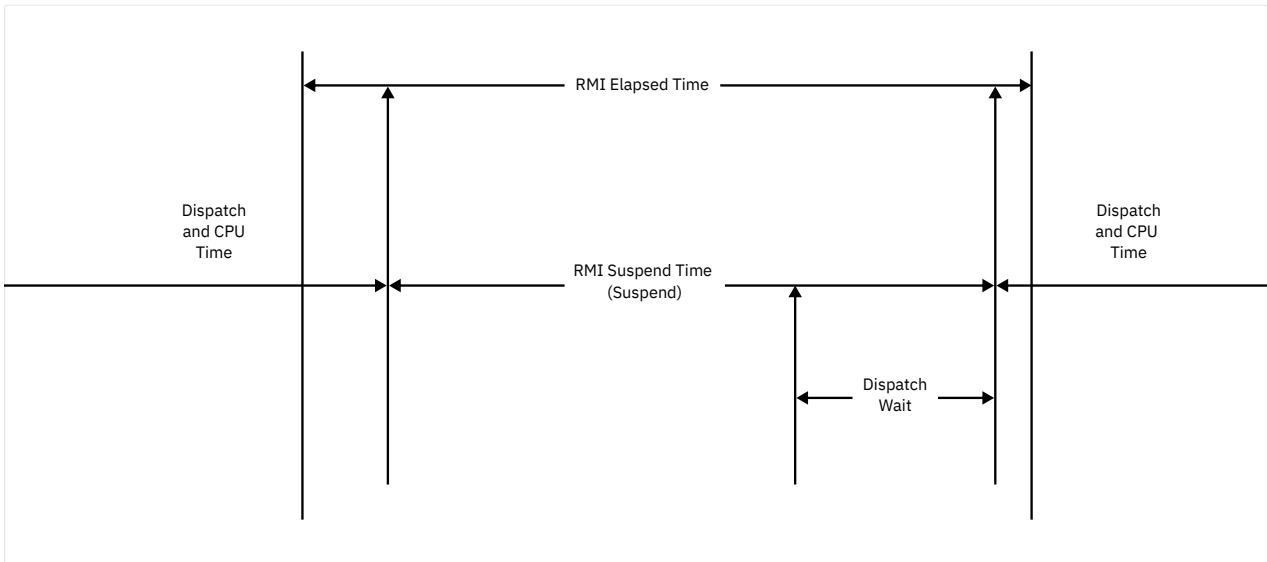 RMI Elapsed Time
Dispatch
and CPU
Time
Dispatch
and CPU
Time
RMI Suspend Time
(Suspend)
Dispatch
Wait